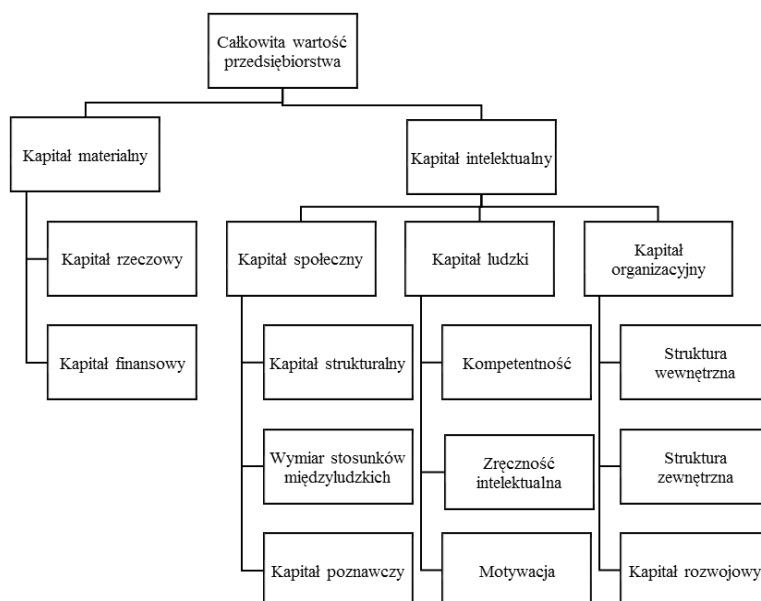 Całkowita wartość
przedsiębiorstwa
Kapitał materialny
Kapitał intelektualny
Kapitał rzeczowy
Kapitał społeczny
Kapitał ludzki
Kapitał
organizacyjny
Kapitał finansowy
Kapitał strukturalny
Kompetentność
Struktura
wewnętrzna
Wymiar stosunków
międzyludzkich
Zręczność
intelektualna
Struktura
zewnętrzna
Kapitał poznawczy
Motywacja
Kapitał rozwojowy